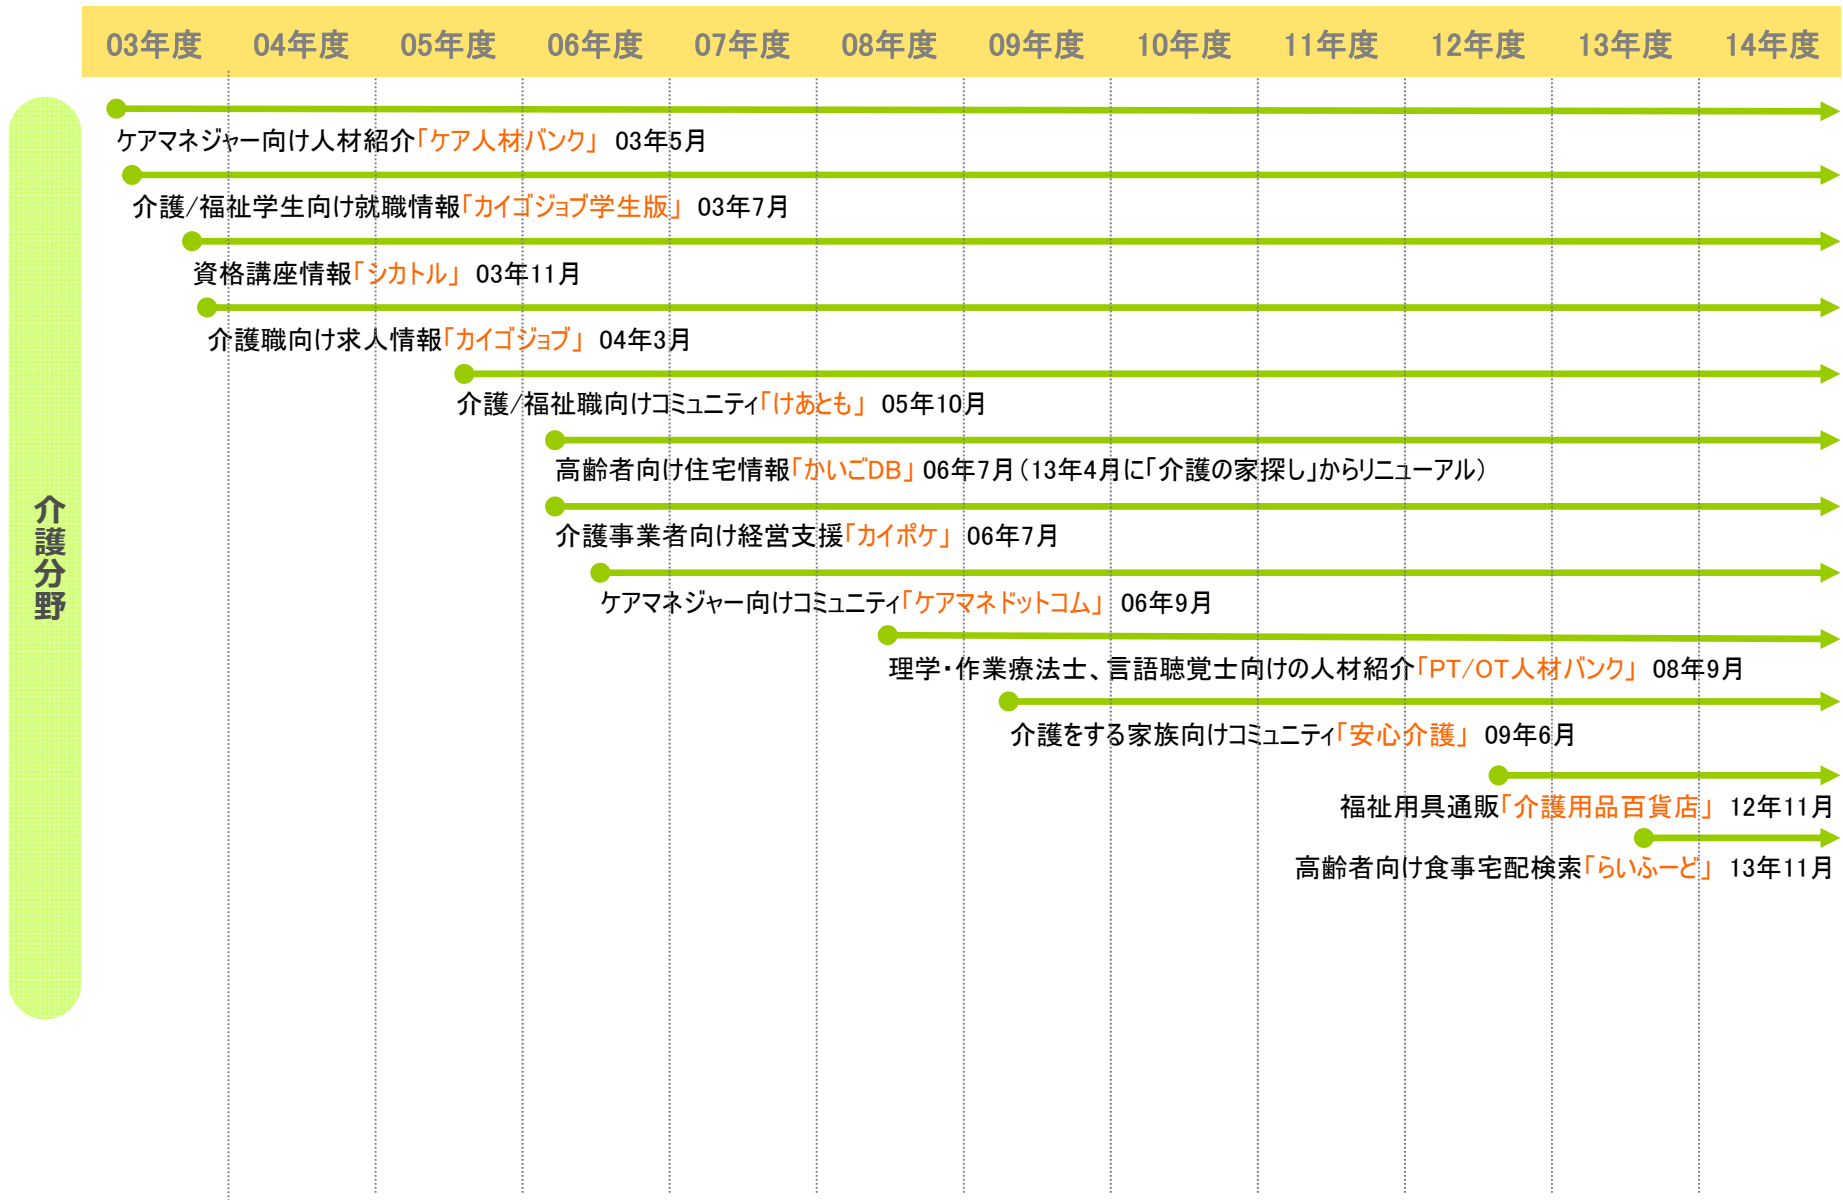 03年度 04年度 05年度 06年度 07年度 08年度 09年度 10年度 11年度 12年度 13年度 14年度
介護分野
ケアマネジャー向け人材紹介「ケア人材バンク」 03年5月
介護/福祉学生向け就職情報「カイゴジョブ学生版」 03年7月
資格講座情報「シカトル」 03年11月
介護職向け求人情報「カイゴジョブ」 04年3月
介護/福祉職向けコミュニティ「けあとも」 05年10月
高齢者向け住宅情報「かいごDB」 06年7月（13年4月に「介護の家探し」からリニューアル）
介護事業者向け経営支援「カイポケ」 06年7月
ケアマネジャー向けコミュニティ「ケアマネドットコム」 06年9月
理学・作業療法士、言語聴覚士向けの人材紹介「PT/OT人材バンク」 08年9月
介護をする家族向けコミュニティ「安心介護」 09年6月
福祉用具通販「介護用品百貨店」 12年11月
高齢者向け食事宅配検索「らいふーど」 13年11月